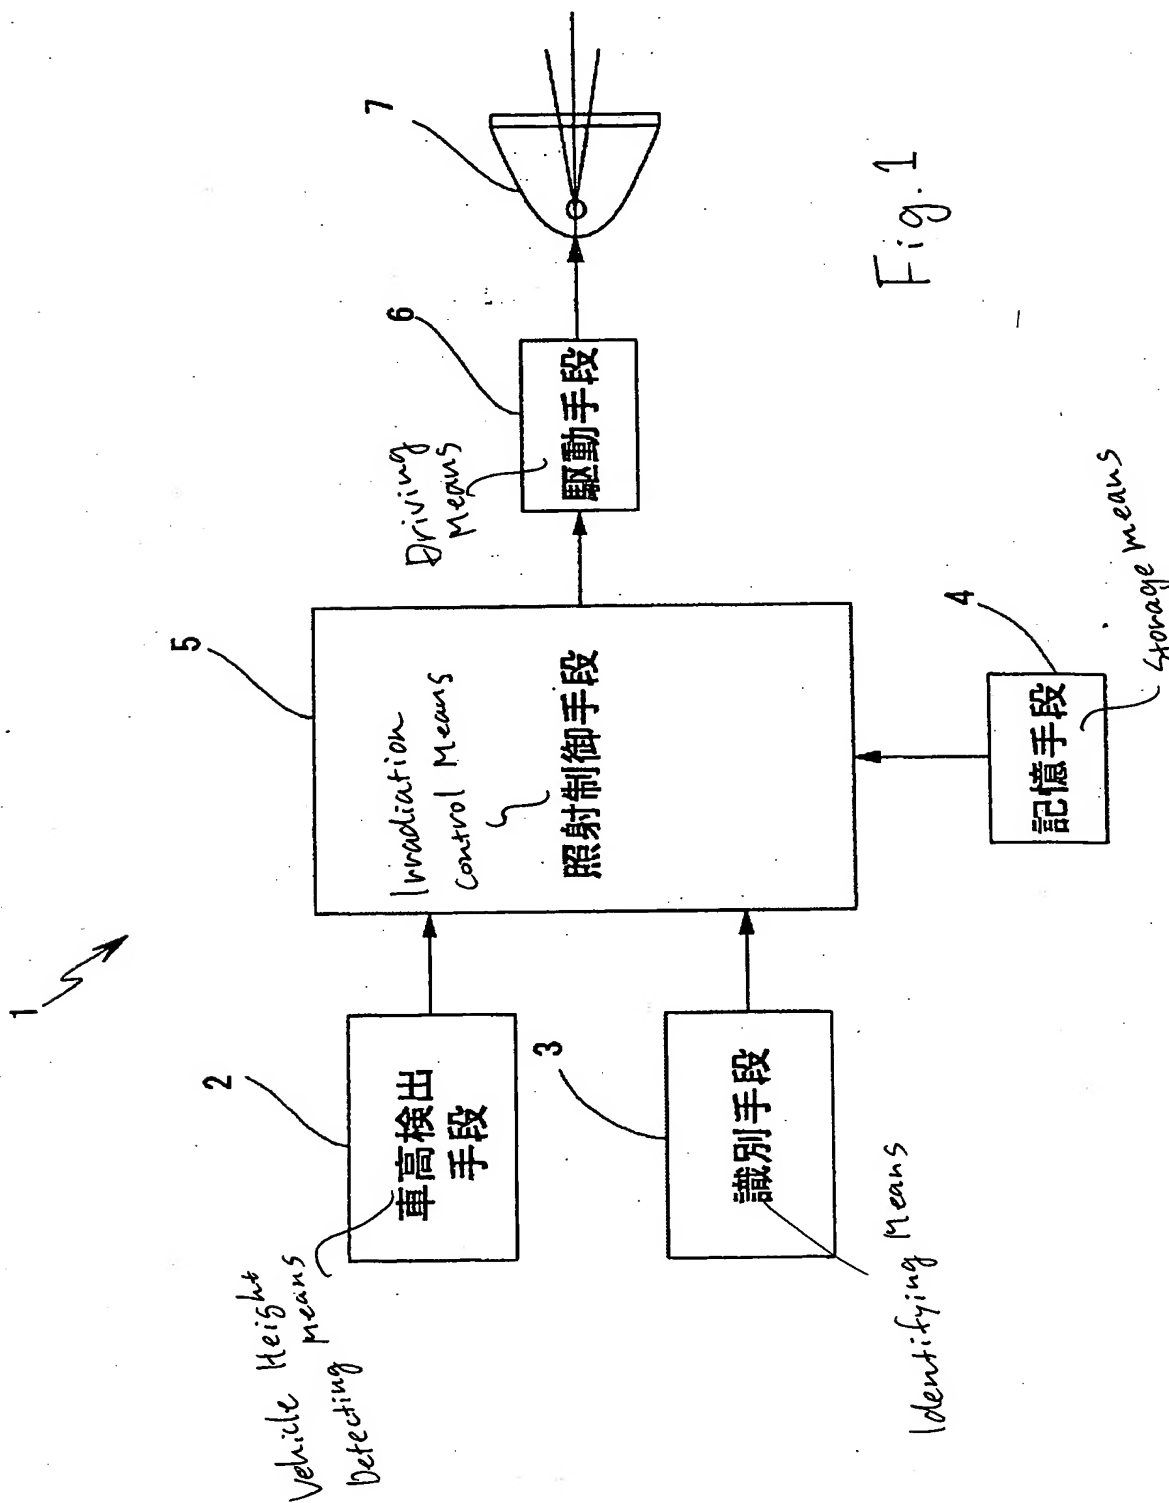 1
2
車高検出
手段
Vehicle Height
Means
Detecting
3
識別手段
Identifying Means
5
Irradiation
Control Means
照射制御手段
4
記憶手段
Storage Means
Driving
Means
6
駆動手段
7
Fig. 1